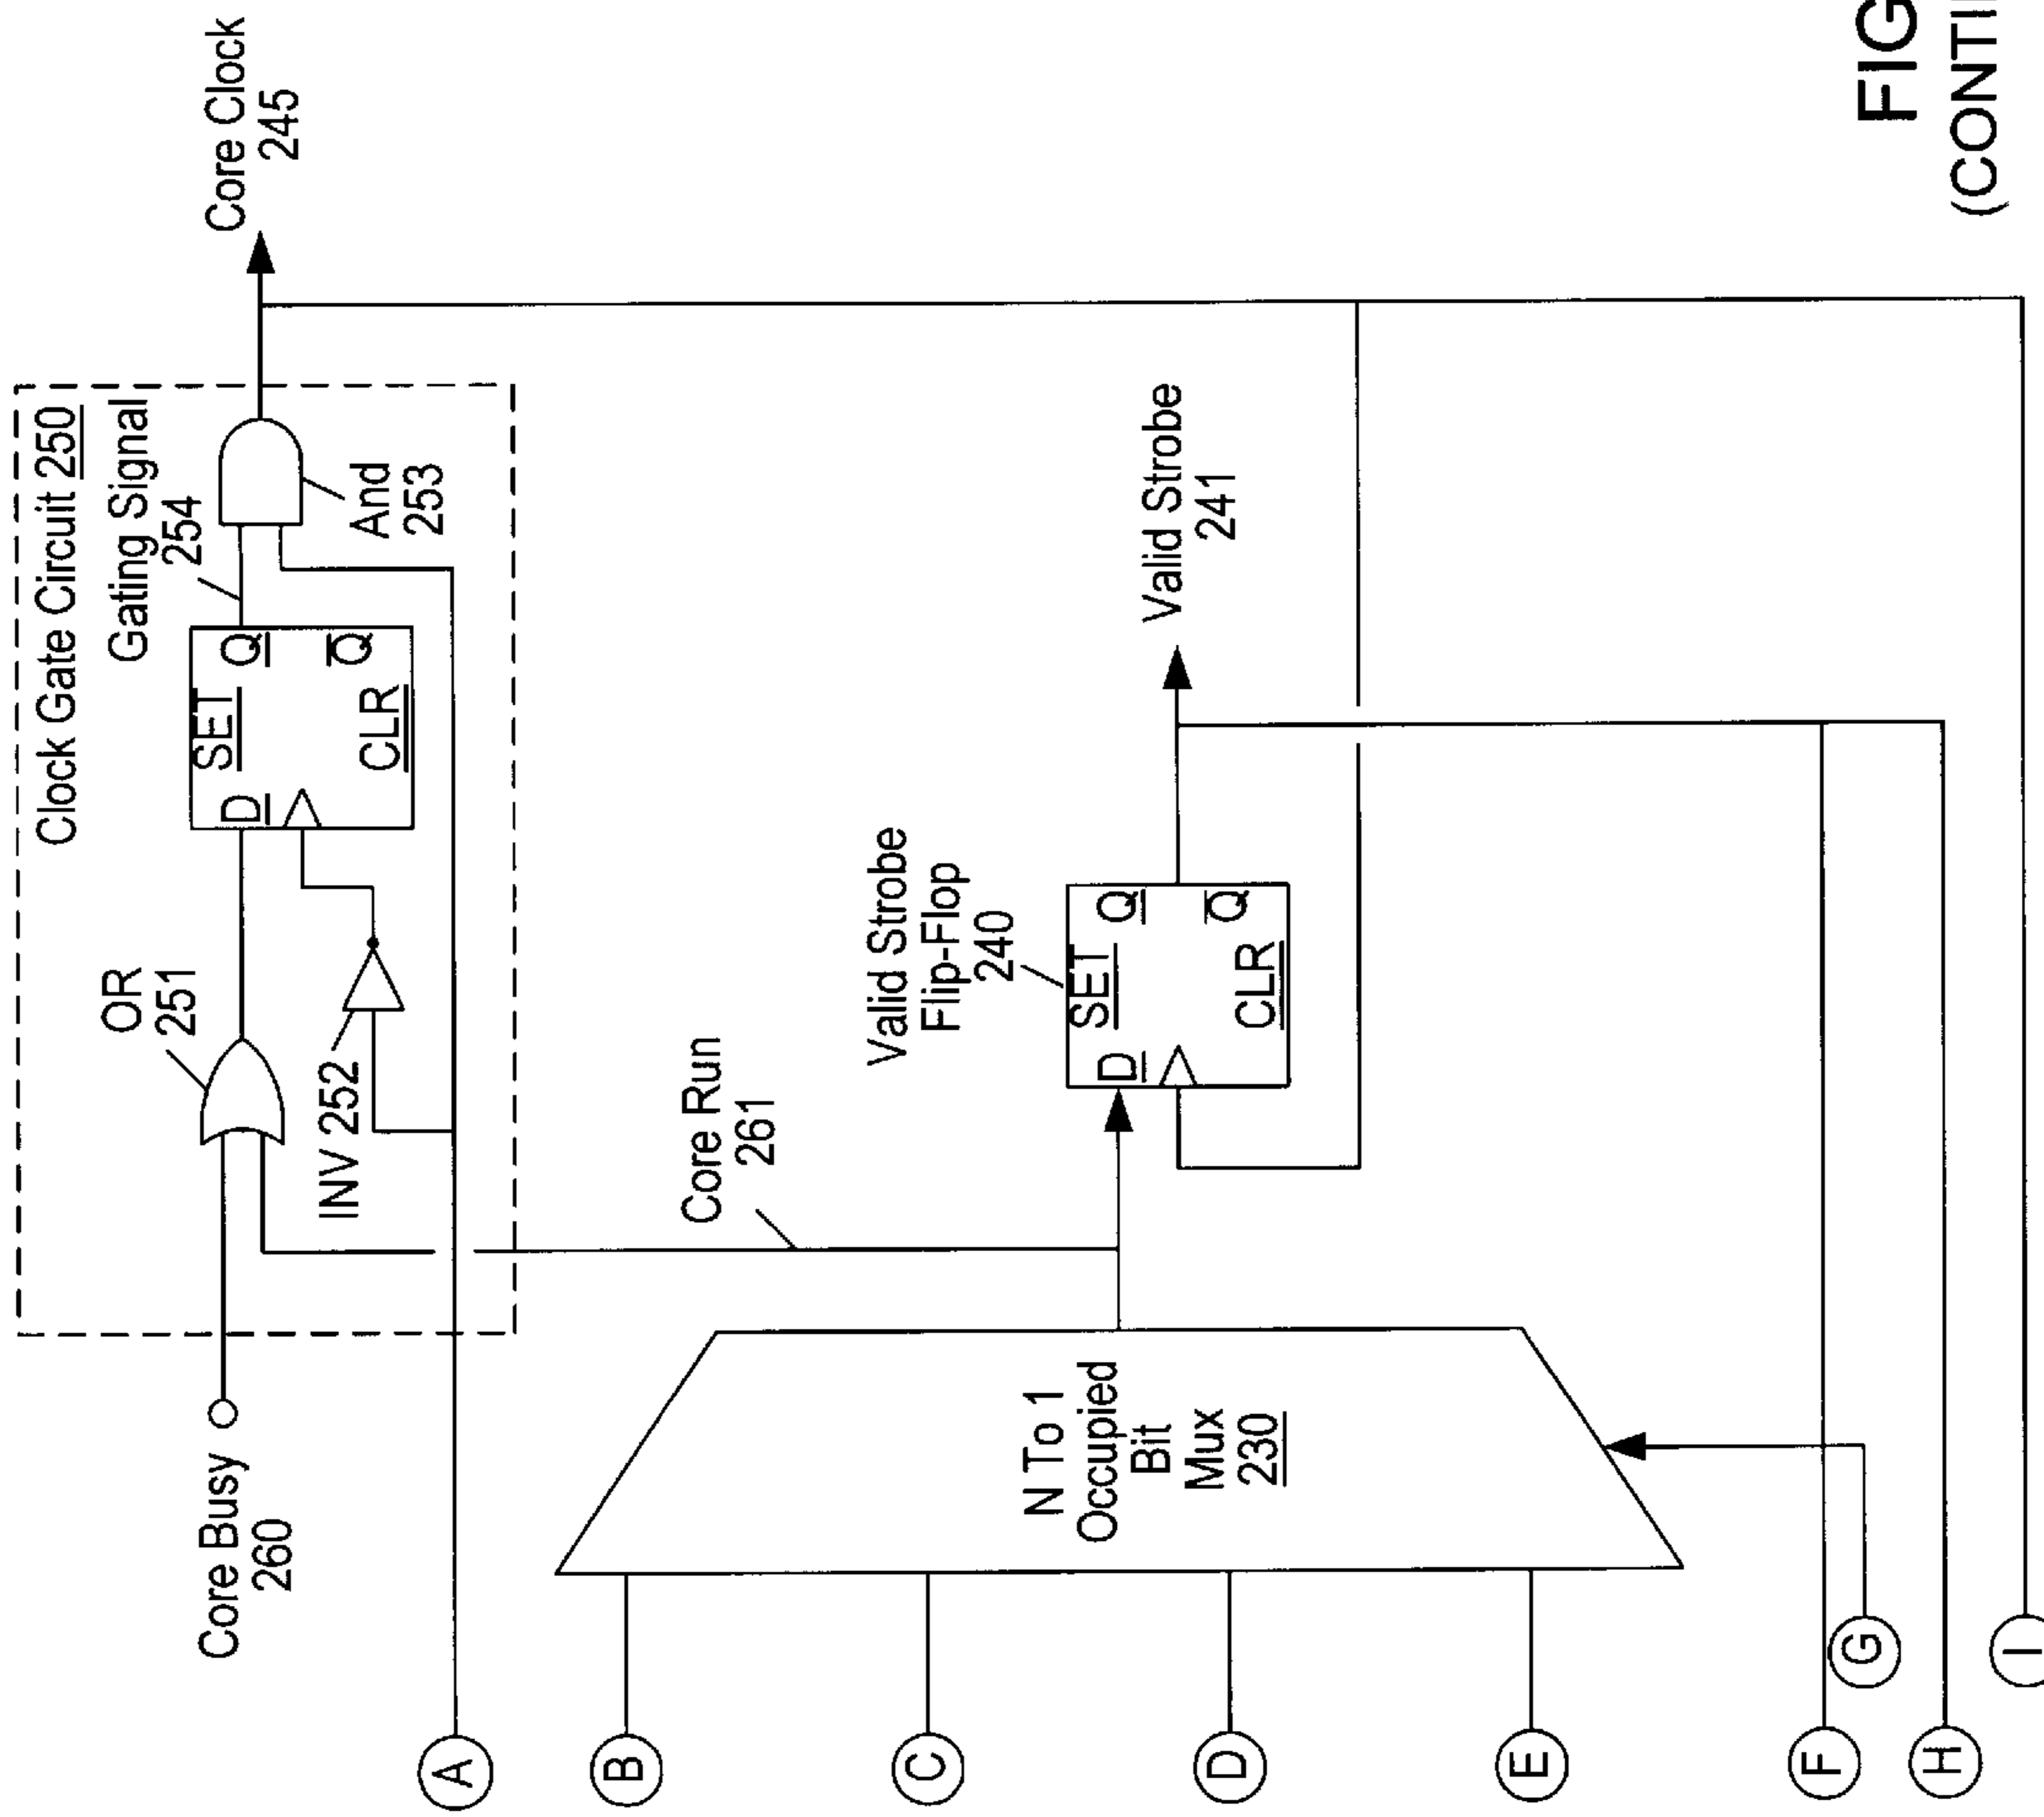 Clock Gate Circuit 250
Core Busy
260
OR
251
INV 252
Gating Signal
254
D
SET
Q
CLR
Q
And
253
Core Clock
245
Core Run
261
Valid Strobe
Flip-Flop
240
D
SET
Q
CLR
Q
Valid Strobe
241
N To 1
Occupied
Bit
Mux
230
A
B
C
D
E
F
G
H
I
FIG